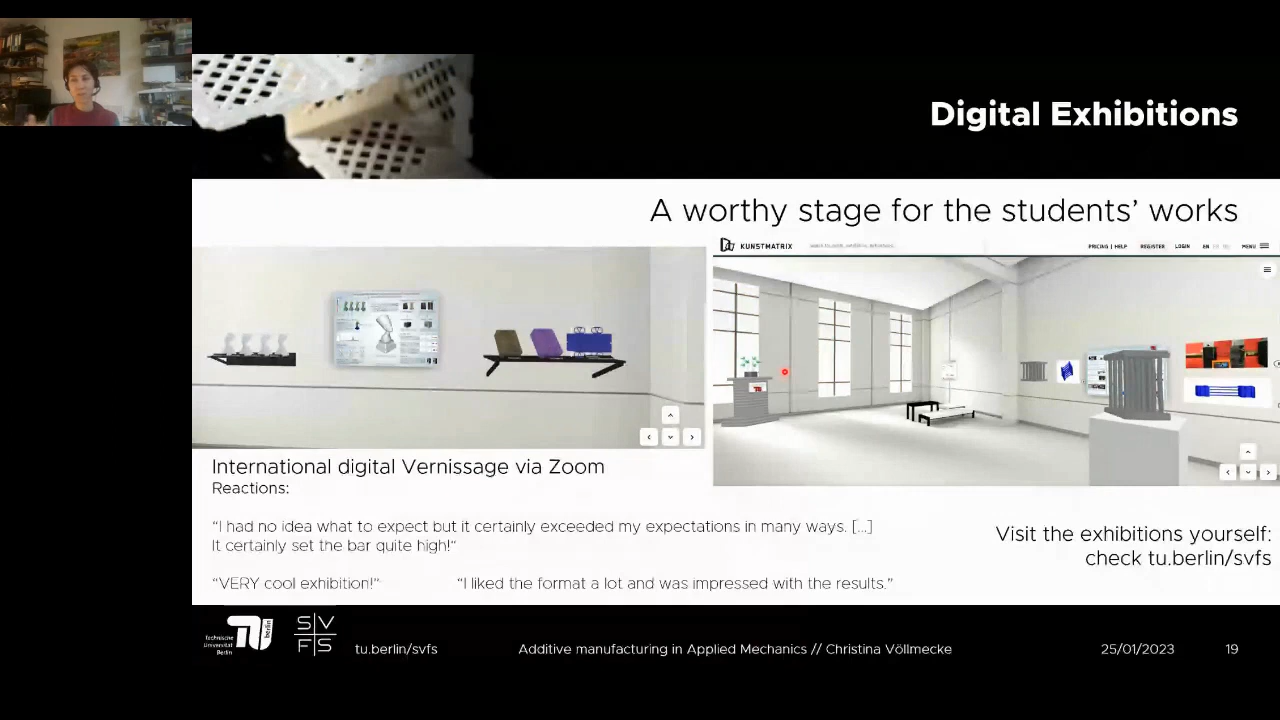 Digital Exhibitions
A worthy stage for the students’ works
KUNSTMATRIX
PRICING | HELP REGISTER LOGIN EN MENU
International digital Vernissage via Zoom
Reactions:
“I had no idea what to expect but it certainly exceeded my expectations in many ways. [...]
It certainly set the bar quite high!”
“VERY cool exhibition!”
“I liked the format a lot and was impressed with the results.”
Visit the exhibitions yourself:
check tu.berlin/svfs
Technische
Universität
Berlin
berlin
SV
FS
tu.berlin/svfs
Additive manufacturing in Applied Mechanics // Christina Völlmecke
25/01/2023
19